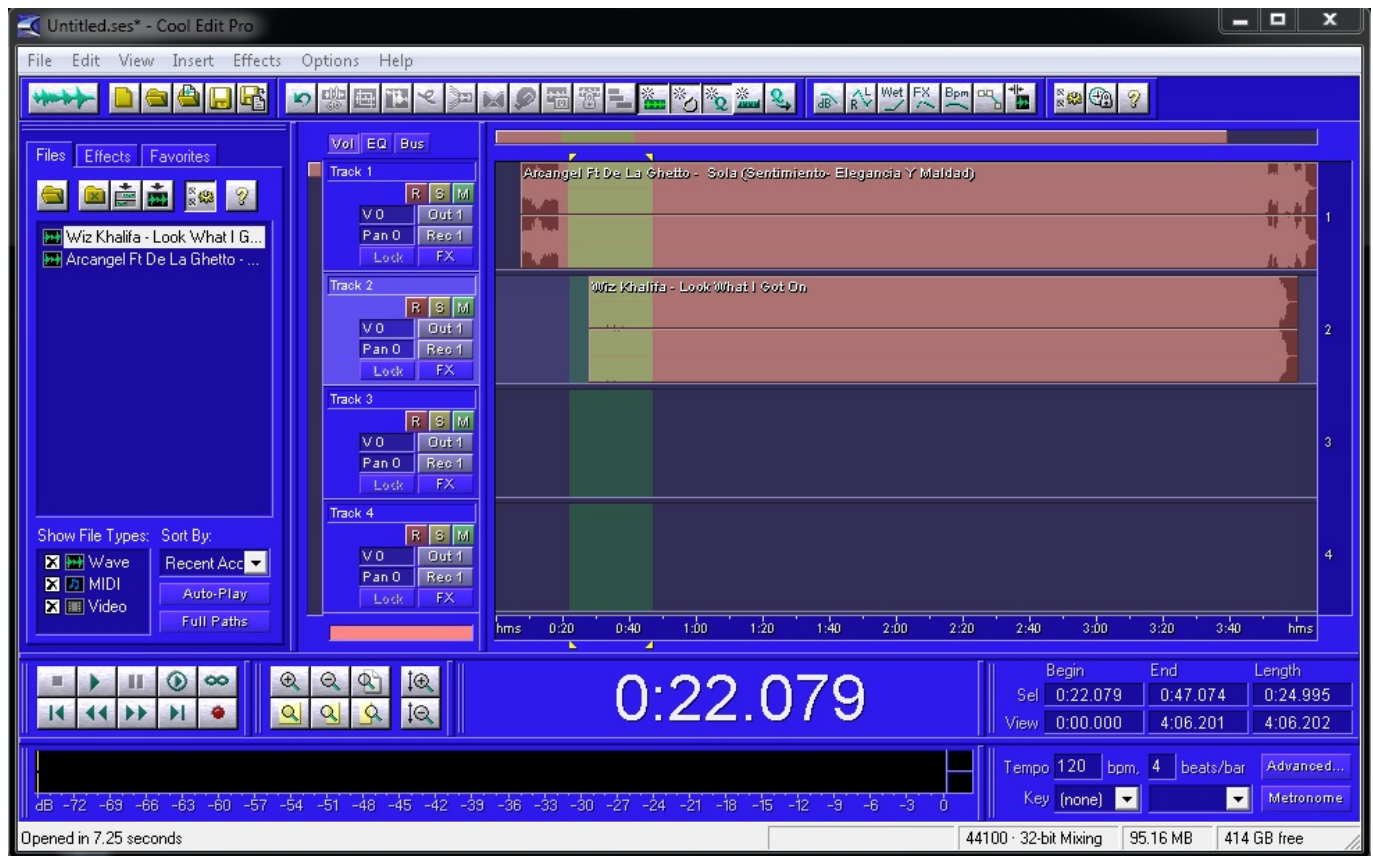 Untitled.ses* - Cool Edit Pro
File Edit View Insert Effects Options Help
dB R L Wet FX Bpm
Files Effects Favorites
Wiz Khalifa - Look What I G...
Arcangel Ft De La Ghetto - ...
Show File Types: Sort By:
Wave Recent Acc
MIDI Auto-Play
Video Full Paths
Vol EQ Bus
Track 1
R S M
V 0 Out 1
Pan 0 Rec 1
Lock FX
Track 2
R S M
V 0 Out 1
Pan 0 Rec 1
Lock FX
Track 3
R S M
V 0 Out 1
Pan 0 Rec 1
Lock FX
Track 4
R S M
V 0 Out 1
Pan 0 Rec 1
Lock FX
Arcangel Ft De La Ghetto - Sola (Sentimiento- Elegancia Y Maldad)
1
Wiz Khalifa - Look What I Got On
2
3
4
hms 0:20 0:40 1:00 1:20 1:40 2:00 2:20 2:40 3:00 3:20 3:40 hms
0:22.079
Begin End Length
Sel 0:22.079 0:47.074 0:24.995
View 0:00.000 4:06.201 4:06.202
dB -72 -69 -66 -63 -60 -57 -54 -51 -48 -45 -42 -39 -36 -33 -30 -27 -24 -21 -18 -15 -12 -9 -6 -3 0
Tempo 120 bpm, 4 beats/bar Advanced...
Key (none) Metronome
Opened in 7.25 seconds
44100 · 32-bit Mixing 95.16 MB 414 GB free